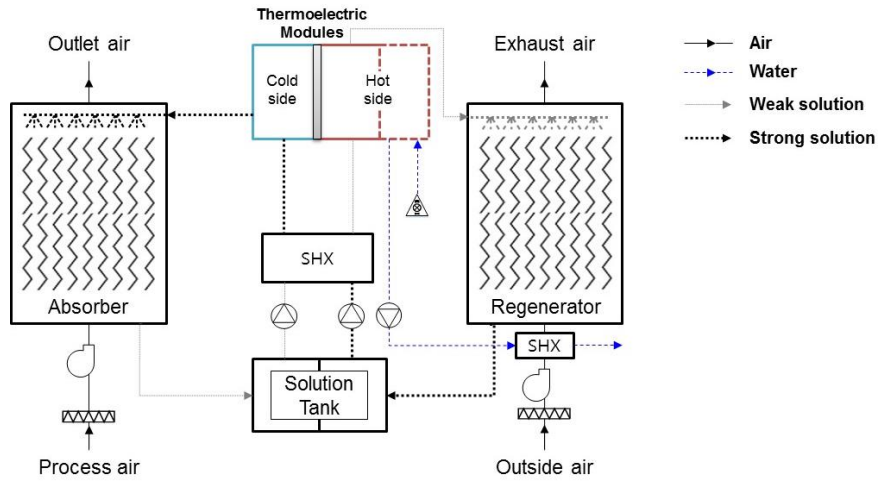 Thermoelectric
Modules
Outlet air
Exhaust air
Air
Water
Weak solution
Strong solution
Cold
side
Hot
side
SHX
Absorber
Regenerator
SHX
Solution
Tank
Process air
Outside air